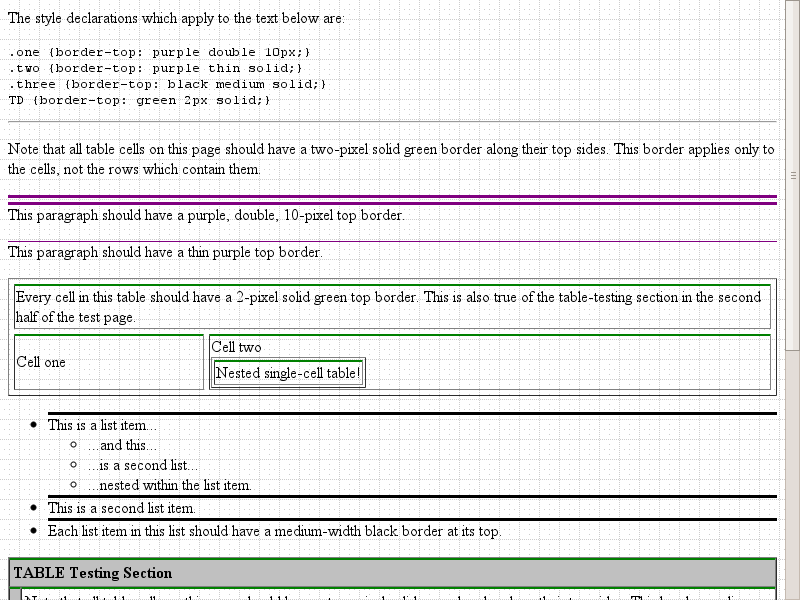 The style declarations which apply to the text below are:
.one {border-top: purple double 10px;}
.two {border-top: purple thin solid;}
.three {border-top: black medium solid;}
TD {border-top: green 2px solid;}
Note that all table cells on this page should have a two-pixel solid green border along their top sides. This border applies only to
the cells, not the rows which contain them.
This paragraph should have a purple, double, 10-pixel top border.
This paragraph should have a thin purple top border.
Every cell in this table should have a 2-pixel solid green top border. This is also true of the table-testing section in the second
half of the test page.
Cell one
Cell two
Nested single-cell table!
This is a list item...
...and this...
...is a second list...
...nested within the list item.
This is a second list item.
Each list item in this list should have a medium-width black border at its top.
TABLE Testing Section